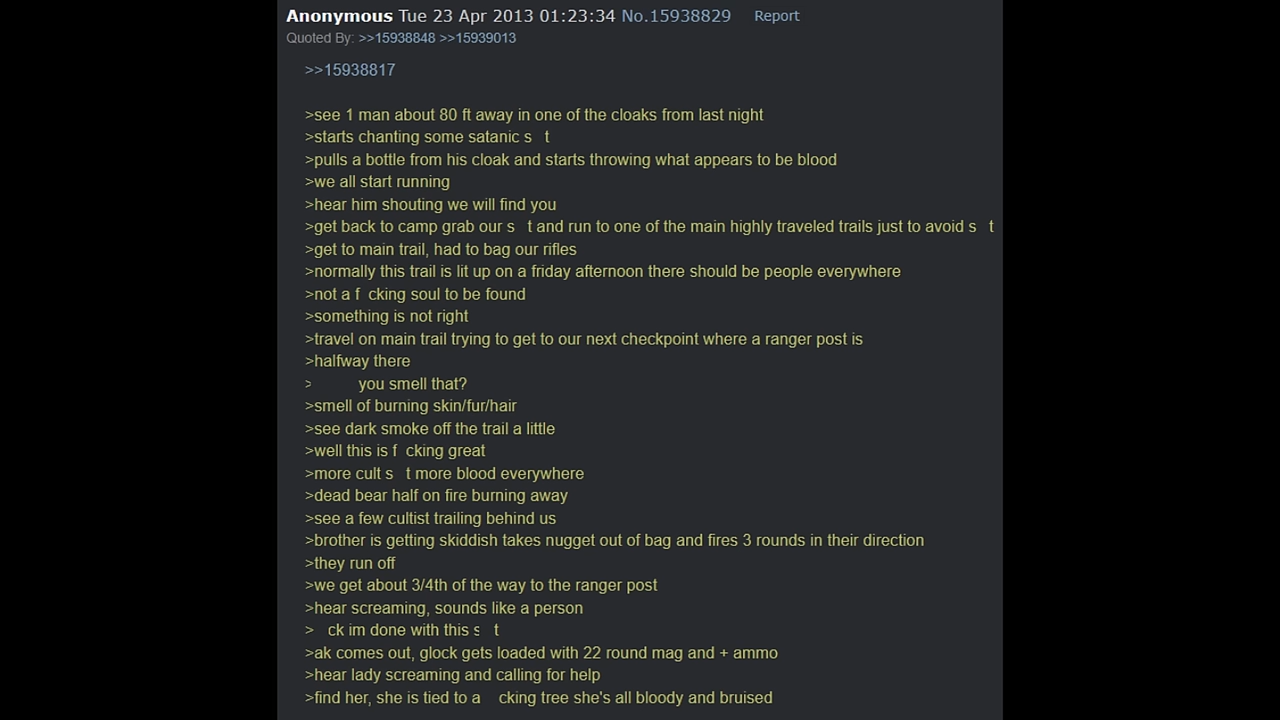 Anonymous Tue 23 Apr 2013 01:23:34 No.15938829 Report
Quoted By: >>15938848 >>15939013
>>15938817
>see 1 man about 80 ft away in one of the cloaks from last night
>starts chanting some satanic s t
>pulls a bottle from his cloak and starts throwing what appears to be blood
>we all start running
>hear him shouting we will find you
>get back to camp grab our s t and run to one of the main highly traveled trails just to avoid s t
>get to main trail, had to bag our rifles
>normally this trail is lit up on a friday afternoon there should be people everywhere
>not a f cking soul to be found
>something is not right
>travel on main trail trying to get to our next checkpoint where a ranger post is
>halfway there
> you smell that?
>smell of burning skin/fur/hair
>see dark smoke off the trail a little
>well this is f cking great
>more cult s t more blood everywhere
>dead bear half on fire burning away
>see a few cultist trailing behind us
>brother is getting skiddish takes nugget out of bag and fires 3 rounds in their direction
>they run off
>we get about 3/4th of the way to the ranger post
>hear screaming, sounds like a person
> ck im done with this s t
>ak comes out, glock gets loaded with 22 round mag and + ammo
>hear lady screaming and calling for help
>find her, she is tied to a cking tree she's all bloody and bruised